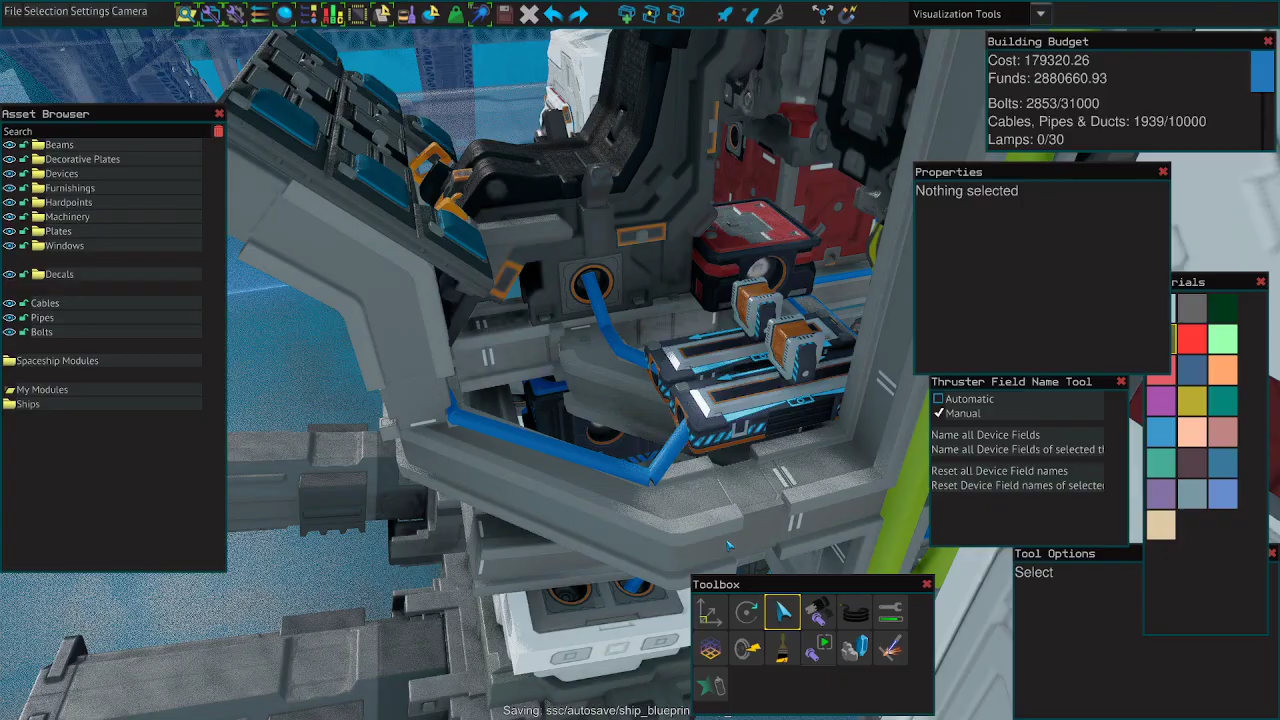 File Selection Settings Camera
Visualization Tools
Building Budget
Cost: 179320.26
Funds: 2880660.93
Bolts: 2853/31000
Cables, Pipes & Ducts: 1939/10000
Lamps: 0/30
Asset Browser
Search
Beams
Decorative Plates
Devices
Furnishings
Hardpoints
Machinery
Plates
Windows
Decals
Cables
Pipes
Bolts
Spaceship Modules
My Modules
Ships
Properties
Nothing selected
rials
Thruster Field Name Tool
Automatic
Manual
Name all Device Fields
Name all Device Fields of selected t
Reset all Device Field names
Reset Device Field names of selected
Tool Options
Select
Toolbox
Saving: ssc/autosave/ship_blueprin